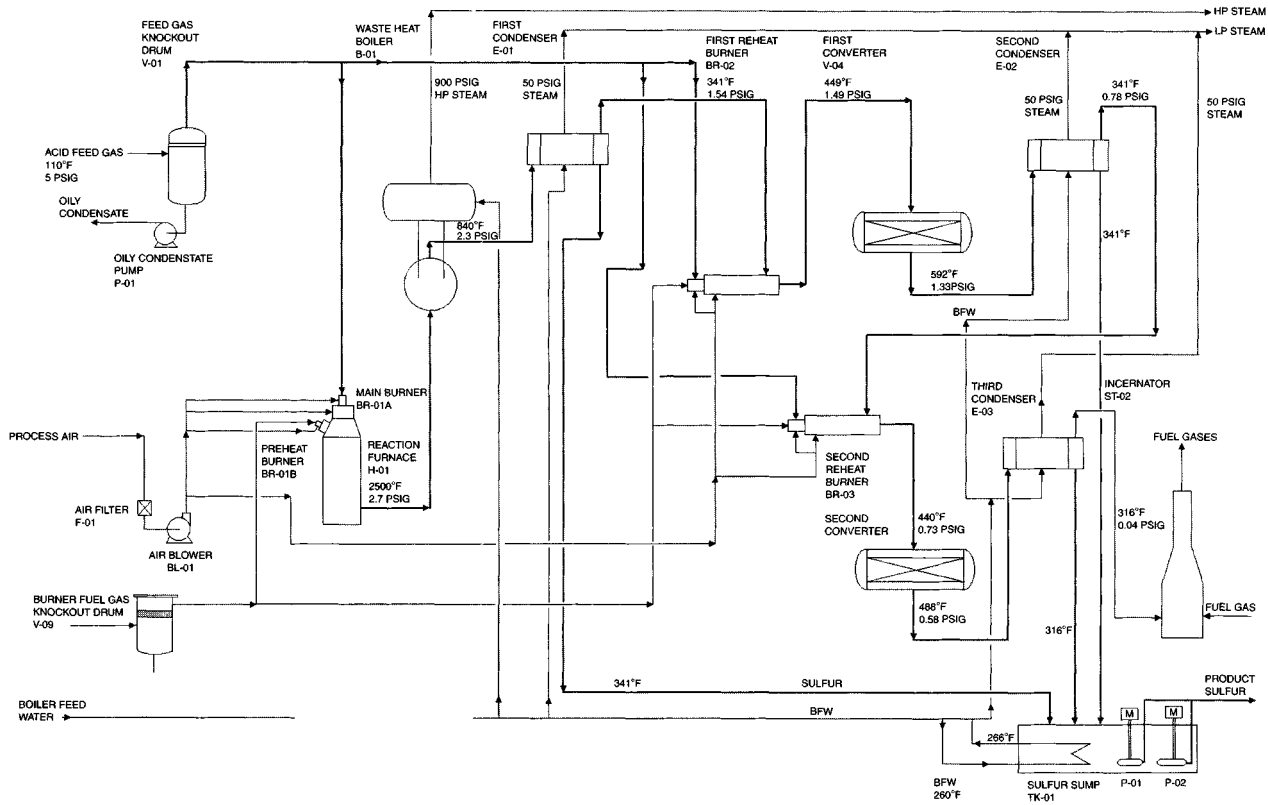 FEED GAS
KNOCKOUT
DRUM
V-01
WASTE HEAT
BOILER
B-01
FIRST
CONDENSER
E-01
FIRST REHEAT
BURNER
BR-02
FIRST
CONVERTER
V-04
SECOND
CONDENSER
E-02
HP STEAM
LP STEAM
900 PSIG
HP STEAM
50 PSIG
STEAM
341°F
1.54 PSIG
449°F
1.49 PSIG
50 PSIG
STEAM
341°F
0.78 PSIG
50 PSIG
STEAM
ACID FEED GAS
110°F
5 PSIG
OILY
CONDENSATE
OILY CONDENSTATE
PUMP
P-01
840°F
2.3 PSIG
341°F
592°F
1.33PSIG
BFW
MAIN BURNER
BR-01A
PROCESS AIR
PREHEAT
BURNER
BR-01B
REACTION
FURNACE
H-01
2500°F
2.7 PSIG
AIR FILTER
F-01
AIR BLOWER
BL-01
THIRD
CONDENSER
E-03
INCERNATOR
ST-02
FUEL GASES
SECOND
REHEAT
BURNER
BR-03
SECOND
CONVERTER
440°F
0.73 PSIG
316°F
0.04 PSIG
BURNER FUEL GAS
KNOCKOUT DRUM
V-09
488°F
0.58 PSIG
316°F
FUEL GAS
BOILER FEED
WATER
341°F
SULFUR
BFW
PRODUCT
SULFUR
M
M
266°F
BFW
260°F
SULFUR SUMP
TK-01
P-01
P-02